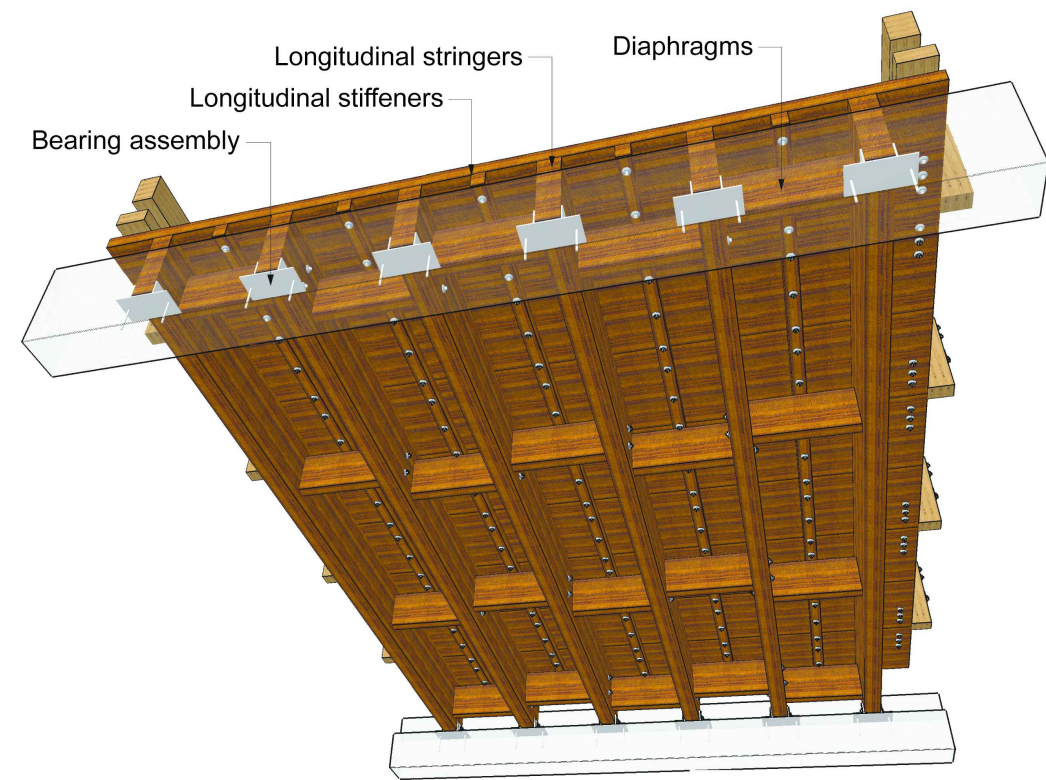 Longitudinal stringers
Diaphragms
Longitudinal stiffeners
Bearing assembly